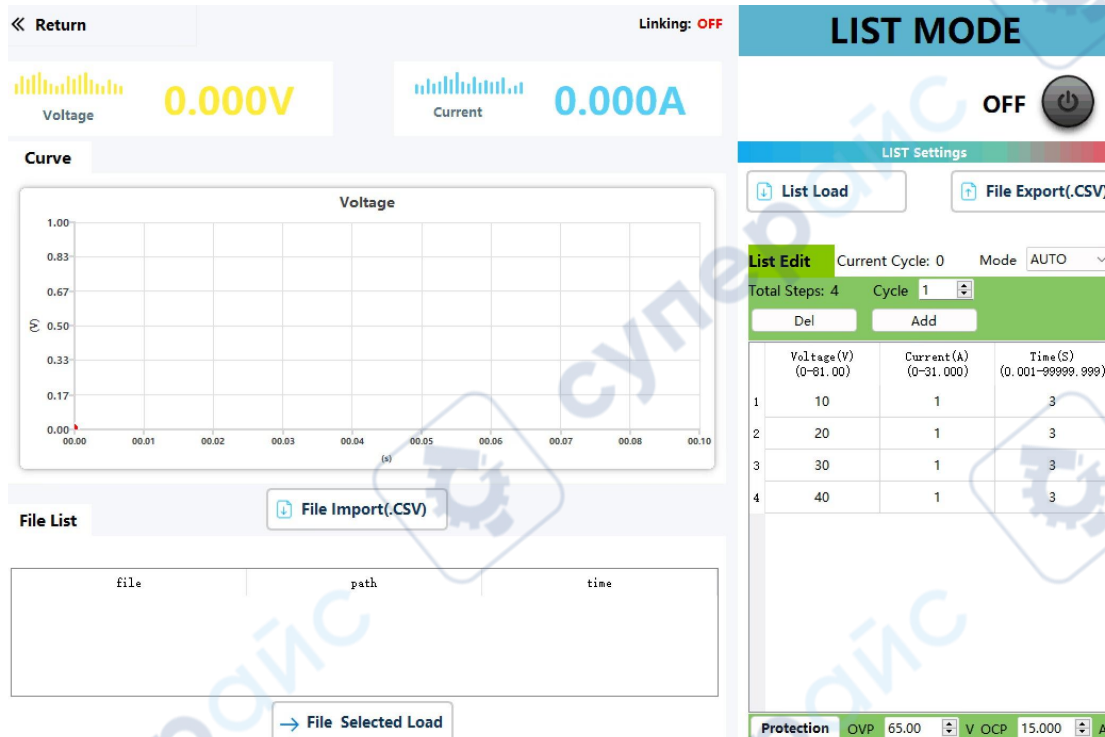 Return
Linking: OFF
Voltage
0.000V
Current
0.000A
Curve
Voltage
1.00
0.83
0.67
0.50
0.33
0.17
0.00
(V)
00.00 00.01 00.02 00.03 00.04 00.05 00.06 00.07 00.08 00.10
(s)
File List
File Import(.CSV)
file path time
File Selected Load
LIST MODE
OFF
LIST Settings
List Load
File Export(.CSV)
List Edit Current Cycle: 0 Mode AUTO
Total Steps: 4 Cycle 1
Del Add
Voltage(V) Current(A) Time(S)
(0-81.00) (0-31.000) (0.001-99999.999)
1 10 1 3
2 20 1 3
3 30 1 3
4 40 1 3
Protection OVP 65.00 V OCP 15.000 A
суперайс